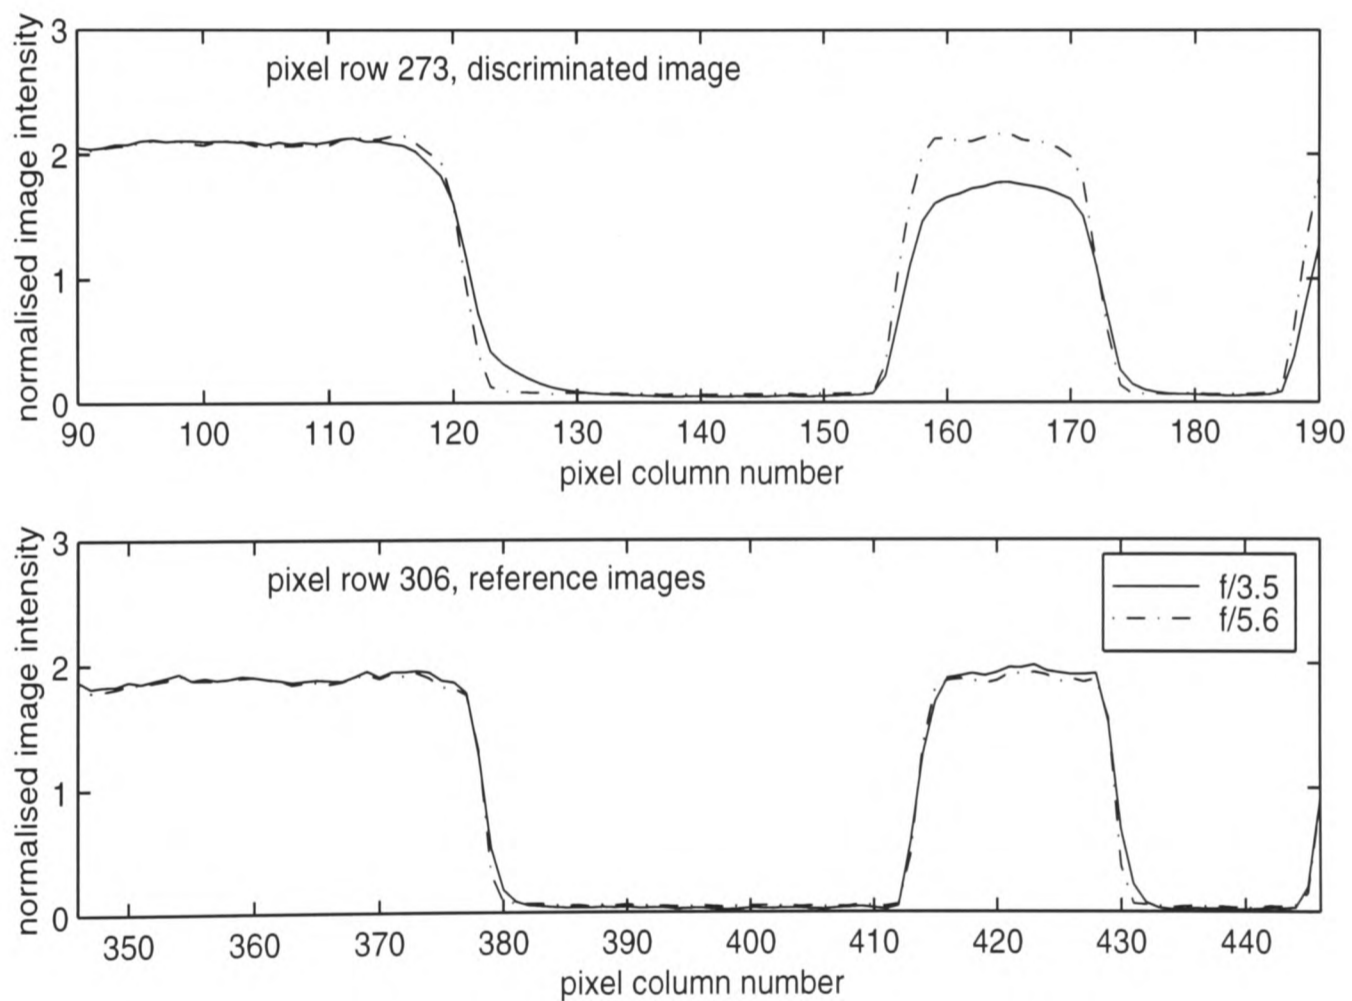 3
pixel row 273, discriminated image
2
1
0
normalised image intensity
90 100 110 120 130 140 150 160 170 180 190
pixel column number
3
pixel row 306, reference images
f/3.5
f/5.6
2
1
0
normalised image intensity
350 360 370 380 390 400 410 420 430 440
pixel column number